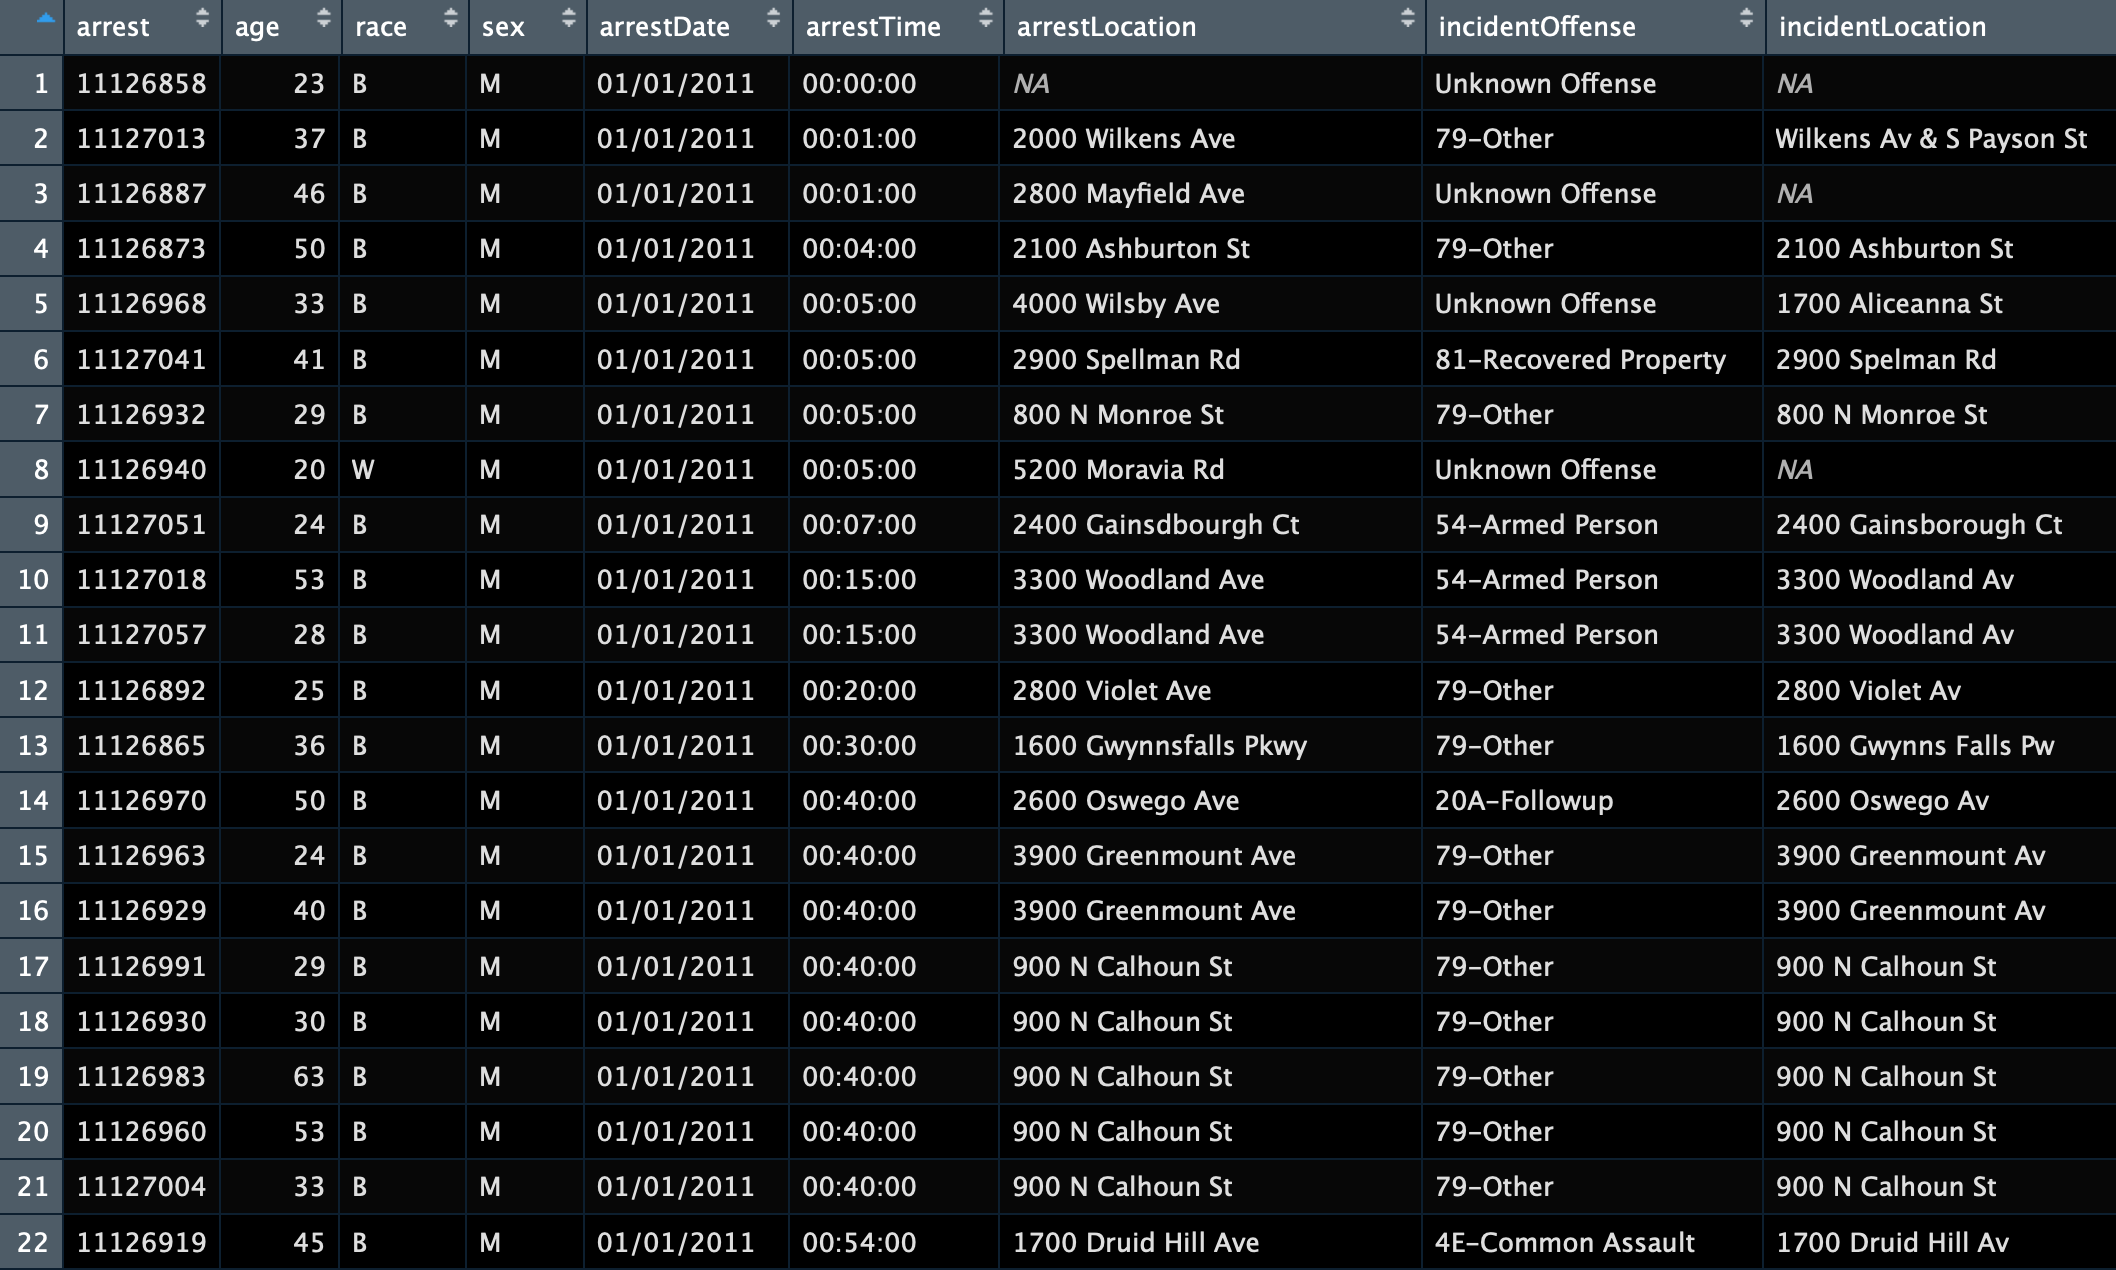 arrest age race sex arrestDate arrestTime arrestLocation incidentOffense incidentLocation
1 11126858 23 B M 01/01/2011 00:00:00 NA Unknown Offense NA
2 11127013 37 B M 01/01/2011 00:01:00 2000 Wilkens Ave 79-Other Wilkens Av & S Payson St
3 11126887 46 B M 01/01/2011 00:01:00 2800 Mayfield Ave Unknown Offense NA
4 11126873 50 B M 01/01/2011 00:04:00 2100 Ashburton St 79-Other 2100 Ashburton St
5 11126968 33 B M 01/01/2011 00:05:00 4000 Wilsby Ave Unknown Offense 1700 Aliceanna St
6 11127041 41 B M 01/01/2011 00:05:00 2900 Spellman Rd 81-Recovered Property 2900 Spelman Rd
7 11126932 29 B M 01/01/2011 00:05:00 800 N Monroe St 79-Other 800 N Monroe St
8 11126940 20 W M 01/01/2011 00:05:00 5200 Moravia Rd Unknown Offense NA
9 11127051 24 B M 01/01/2011 00:07:00 2400 Gainsdbourgh Ct 54-Armed Person 2400 Gainsborough Ct
10 11127018 53 B M 01/01/2011 00:15:00 3300 Woodland Ave 54-Armed Person 3300 Woodland Av
11 11127057 28 B M 01/01/2011 00:15:00 3300 Woodland Ave 54-Armed Person 3300 Woodland Av
12 11126892 25 B M 01/01/2011 00:20:00 2800 Violet Ave 79-Other 2800 Violet Av
13 11126865 36 B M 01/01/2011 00:30:00 1600 Gwynnsfalls Pkwy 79-Other 1600 Gwynns Falls Pw
14 11126970 50 B M 01/01/2011 00:40:00 2600 Oswego Ave 20A-Followup 2600 Oswego Av
15 11126963 24 B M 01/01/2011 00:40:00 3900 Greenmount Ave 79-Other 3900 Greenmount Av
16 11126929 40 B M 01/01/2011 00:40:00 3900 Greenmount Ave 79-Other 3900 Greenmount Av
17 11126991 29 B M 01/01/2011 00:40:00 900 N Calhoun St 79-Other 900 N Calhoun St
18 11126930 30 B M 01/01/2011 00:40:00 900 N Calhoun St 79-Other 900 N Calhoun St
19 11126983 63 B M 01/01/2011 00:40:00 900 N Calhoun St 79-Other 900 N Calhoun St
20 11126960 53 B M 01/01/2011 00:40:00 900 N Calhoun St 79-Other 900 N Calhoun St
21 11127004 33 B M 01/01/2011 00:40:00 900 N Calhoun St 79-Other 900 N Calhoun St
22 11126919 45 B M 01/01/2011 00:54:00 1700 Druid Hill Ave 4E-Common Assault 1700 Druid Hill Av